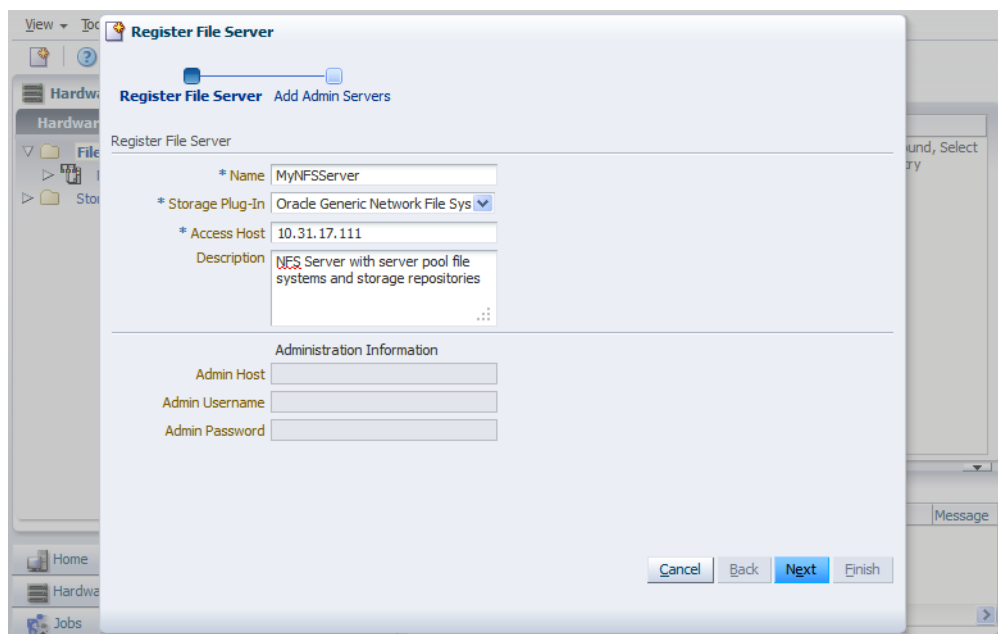 View
Register File Server
Register File Server Add Admin Servers
Hardwa
Hardwar
Register File Server
File
und, Select
try
* Name MyNFSServer
* Storage Plug-In Oracle Generic Network File Sys
* Access Host 10.31.17.111
Description NFS Server with server pool file
systems and storage repositories
Administration Information
Admin Host
Admin Username
Admin Password
Message
Cancel Back Next Finish
Home
Hardwa
Jobs